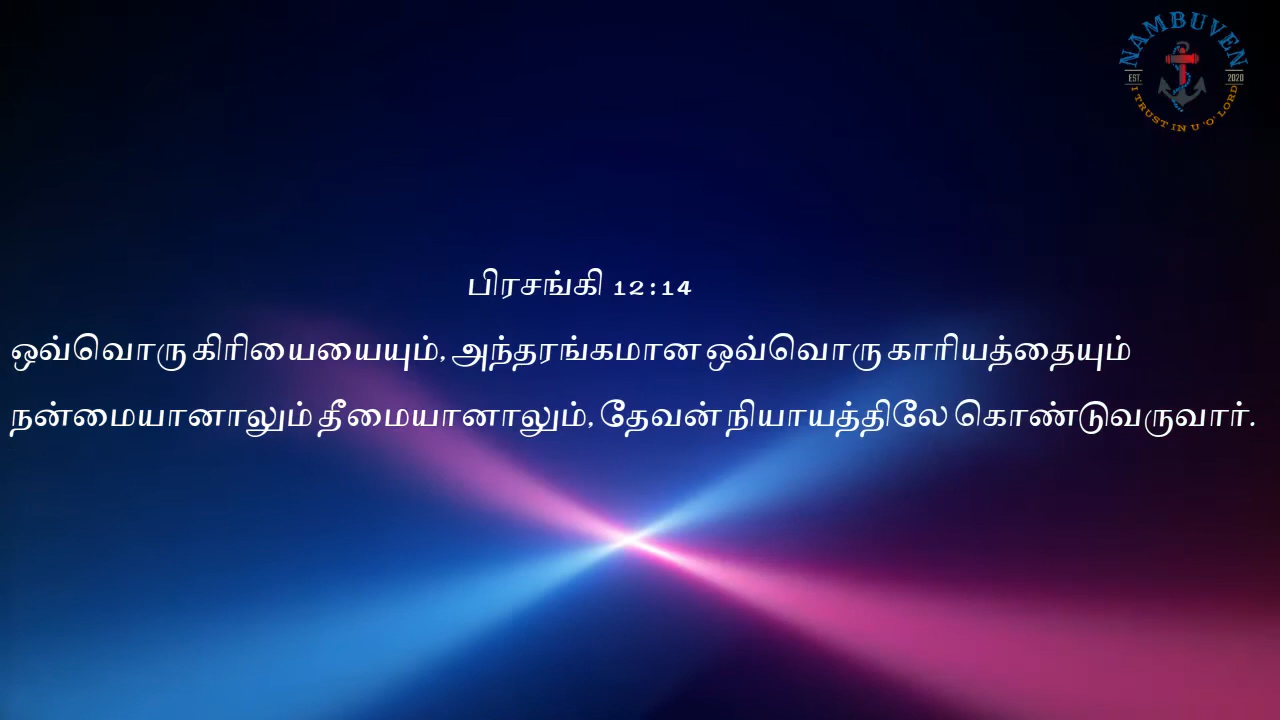 NAMBUVEN
EST. 2020
I TRUST IN U 'O' LORD
பிரசங்கி 12:14
ஒவ்வொரு கிரியையையும், அந்தரங்கமான ஒவ்வொரு காரியத்தையும்
நன்மையானாலும் தீமையானாலும், தேவன் நியாயத்திலே கொண்டுவருவார்.